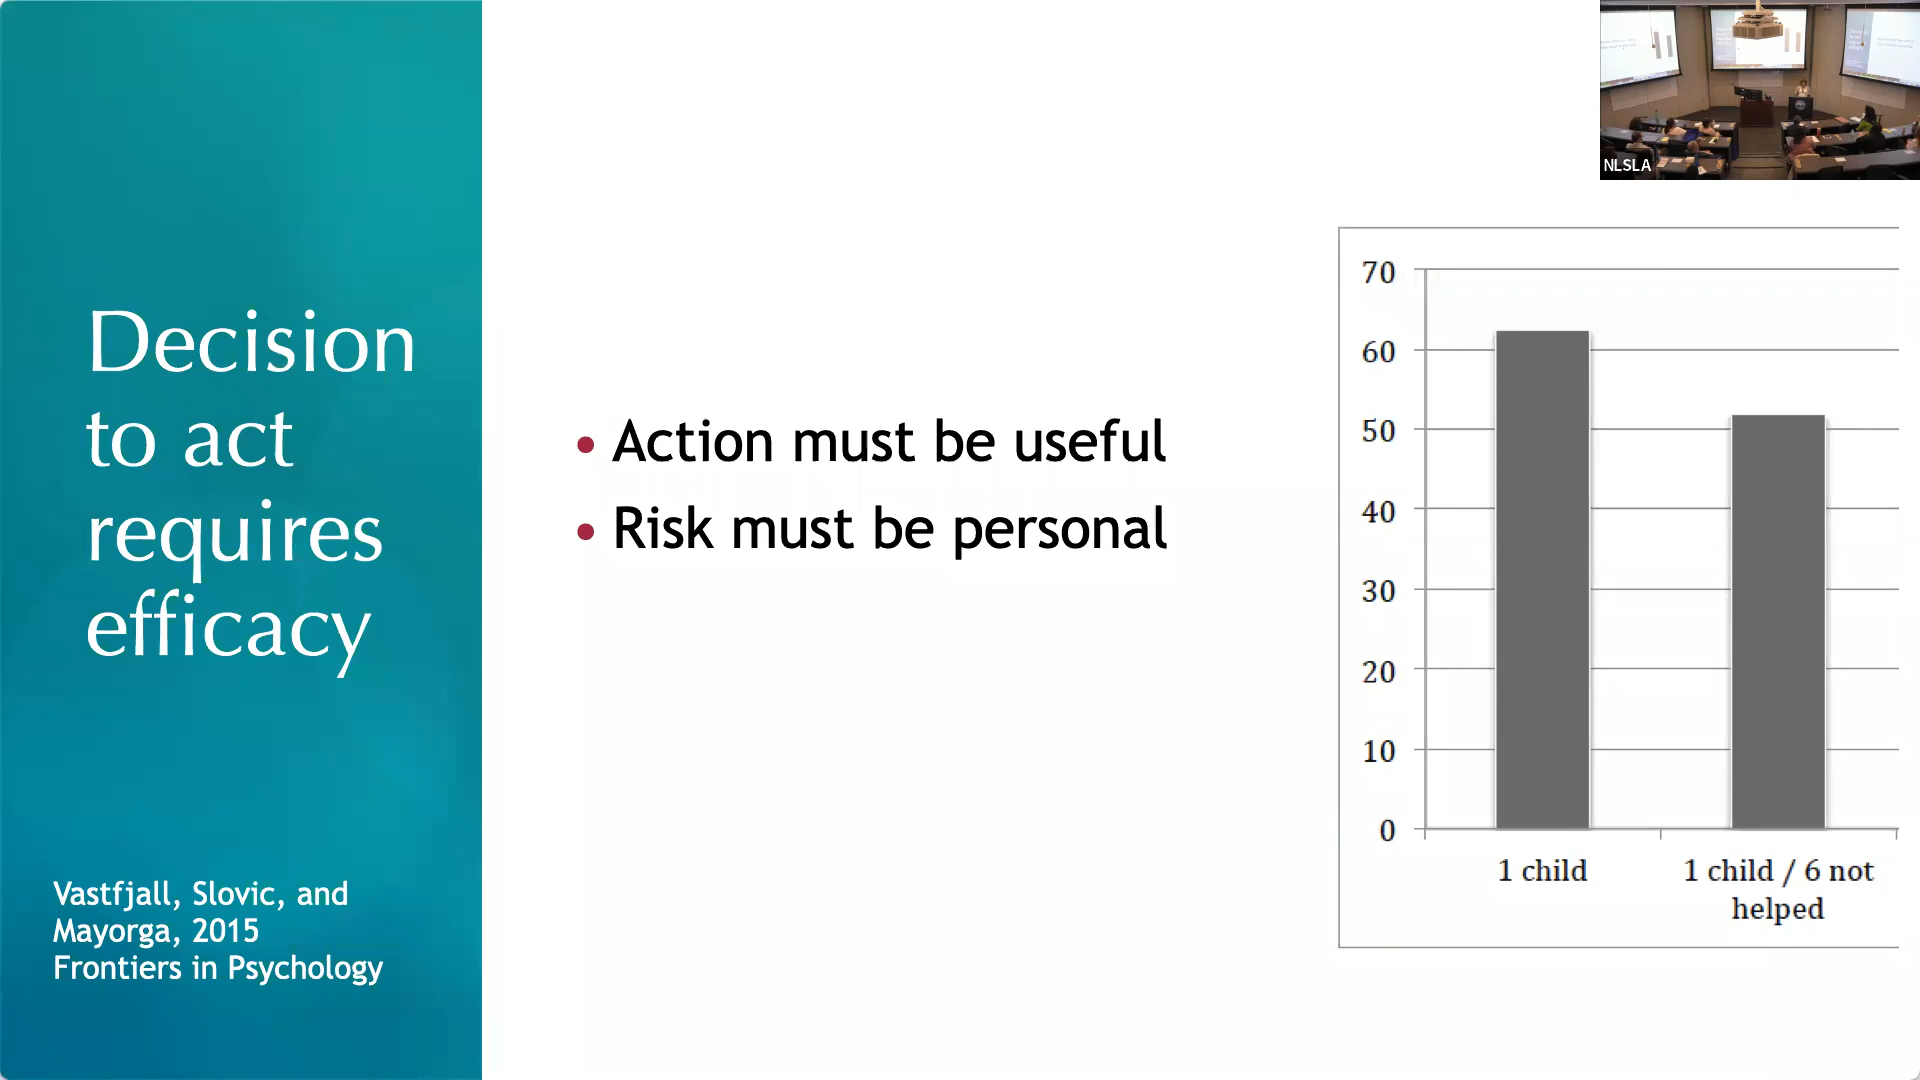 Decision
to act
requires
efficacy
Vastfjall, Slovic, and
Mayorga, 2015
Frontiers in Psychology
• Action must be useful
• Risk must be personal
70
60
50
40
30
20
10
0
1 child
1 child / 6 not
helped
NLSLA